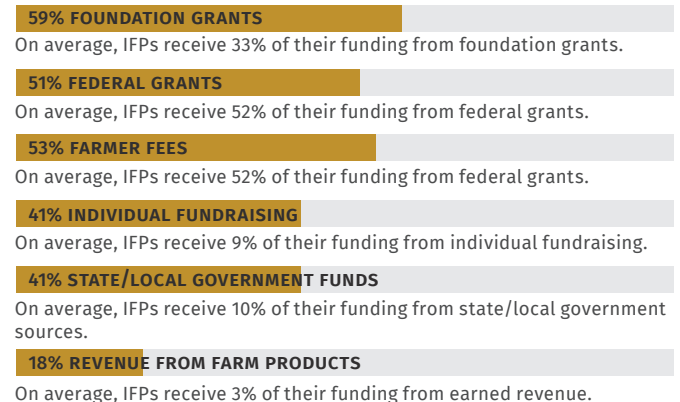 59% FOUNDATION GRANTS
On average, IFPs receive 33% of their funding from foundation grants.
51% FEDERAL GRANTS
On average, IFPs receive 52% of their funding from federal grants.
53% FARMER FEES
On average, IFPs receive 52% of their funding from federal grants.
41% INDIVIDUAL FUNDRAISING
On average, IFPs receive 9% of their funding from individual fundraising.
41% STATE/LOCAL GOVERNMENT FUNDS
On average, IFPs receive 10% of their funding from state/local government
sources.
18% REVENUE FROM FARM PRODUCTS
On average, IFPs receive 3% of their funding from earned revenue.